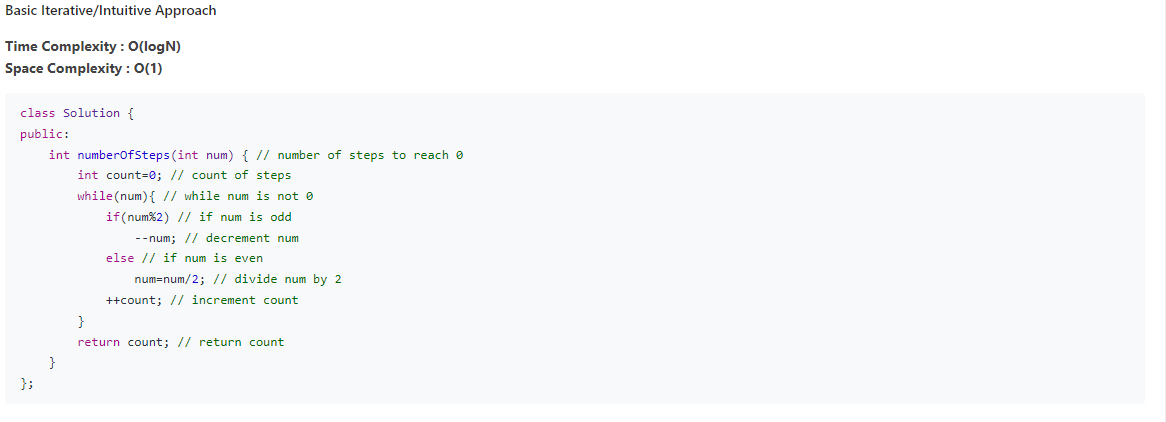 Basic Iterative/Intuitive Approach
Time Complexity : O(logN)
Space Complexity : O(1)
class Solution {
public:
    int numberOfSteps(int num) { // number of steps to reach 0
        int count=0; // count of steps
        while(num){ // while num is not 0
            if(num%2) // if num is odd
                --num; // decrement num
            else // if num is even
                num=num/2; // divide num by 2
            ++count; // increment count
        }
        return count; // return count
    }
};